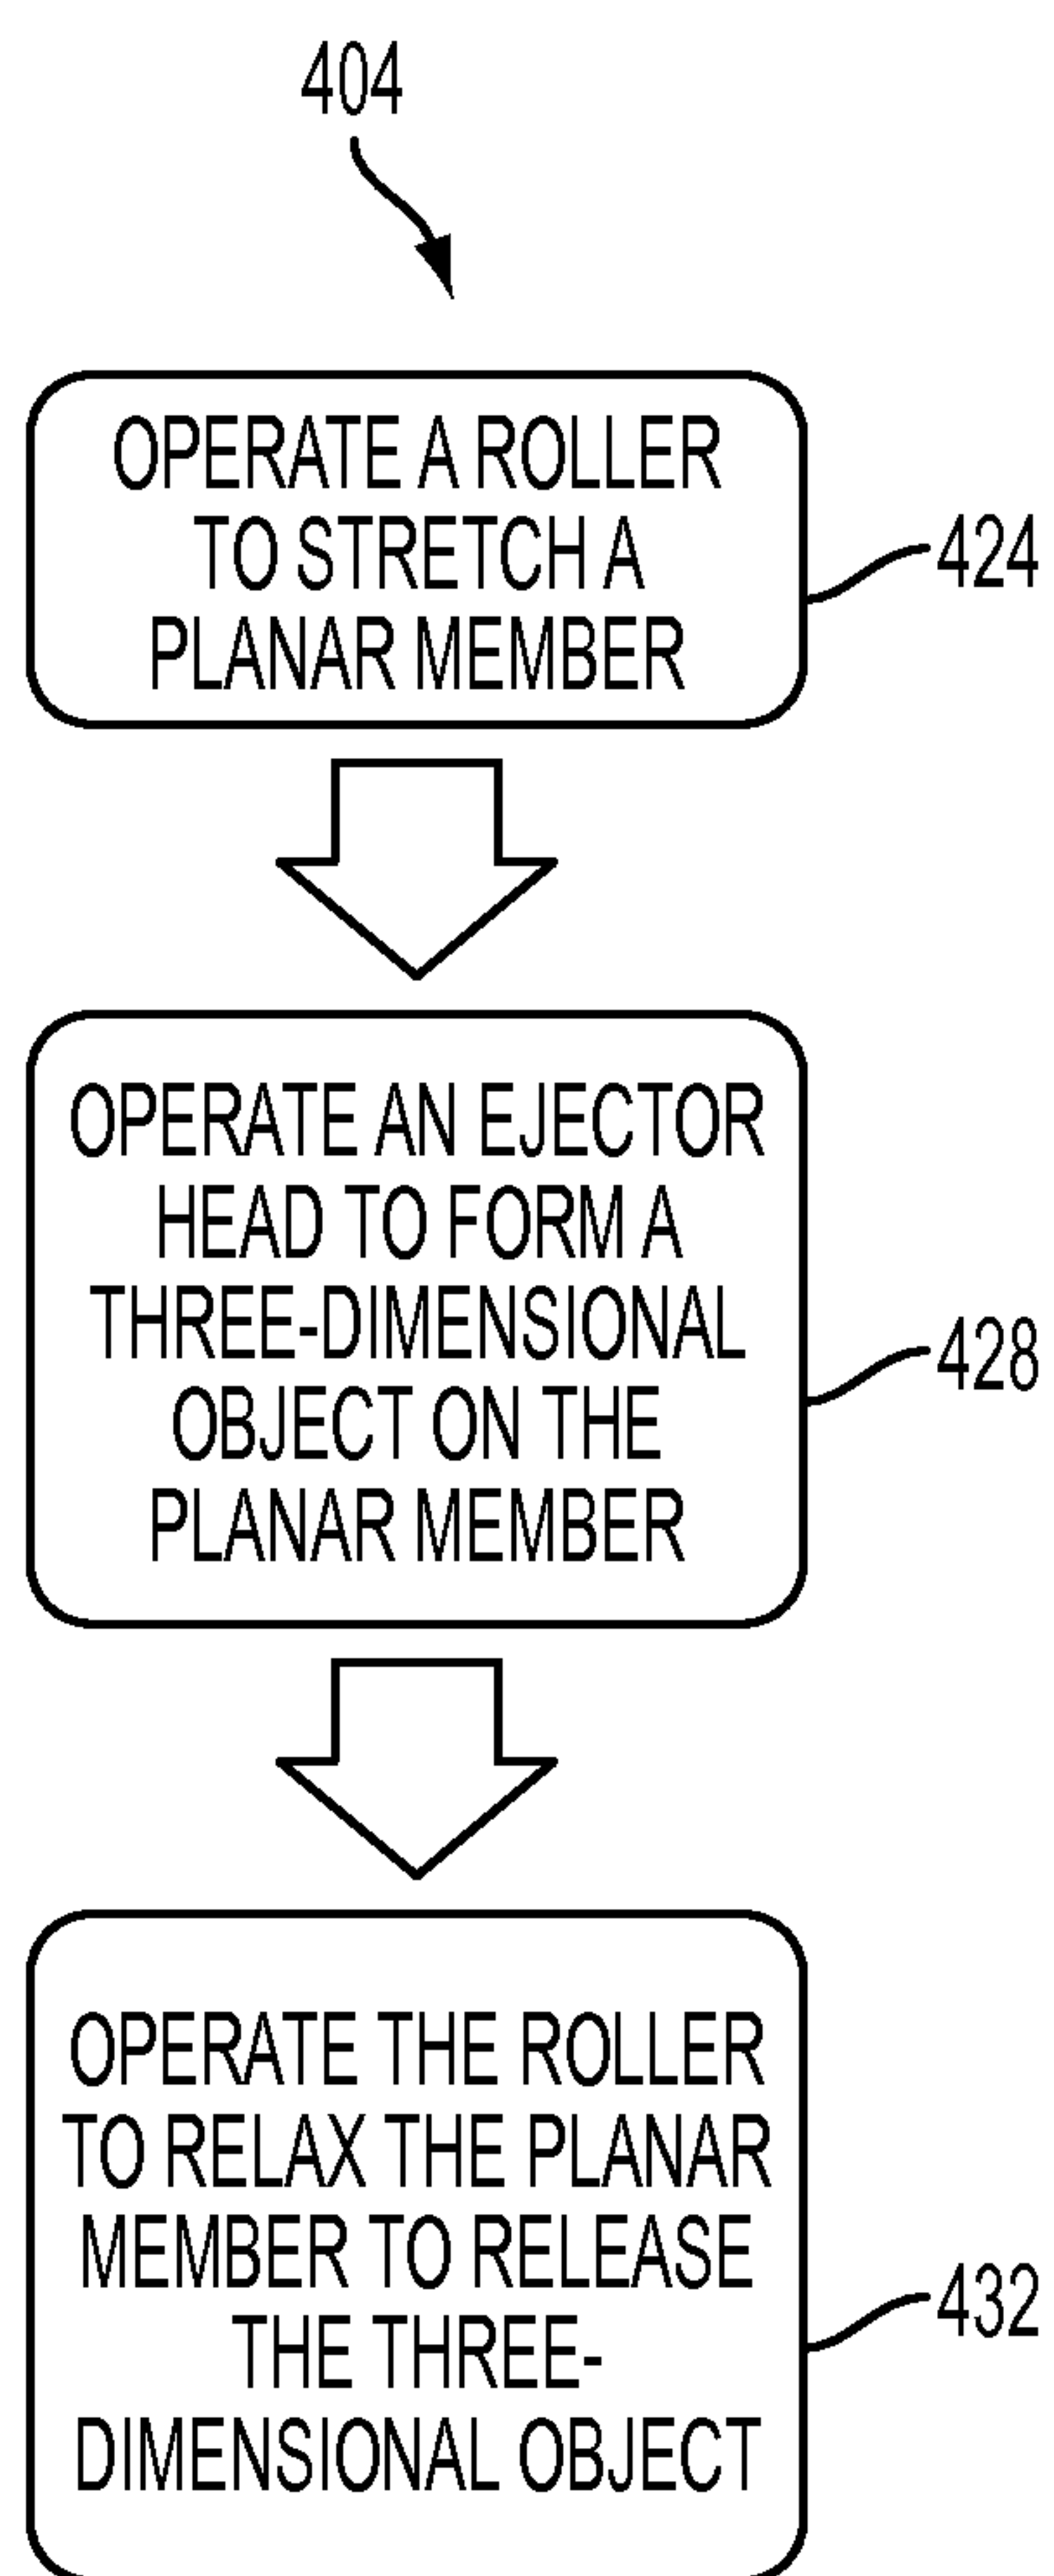 404
OPERATE A ROLLER
TO STRETCH A
PLANAR MEMBER
424
OPERATE AN EJECTOR
HEAD TO FORM A
THREE-DIMENSIONAL
OBJECT ON THE
PLANAR MEMBER
428
OPERATE THE ROLLER
TO RELAX THE PLANAR
MEMBER TO RELEASE
THE THREE-
DIMENSIONAL OBJECT
432